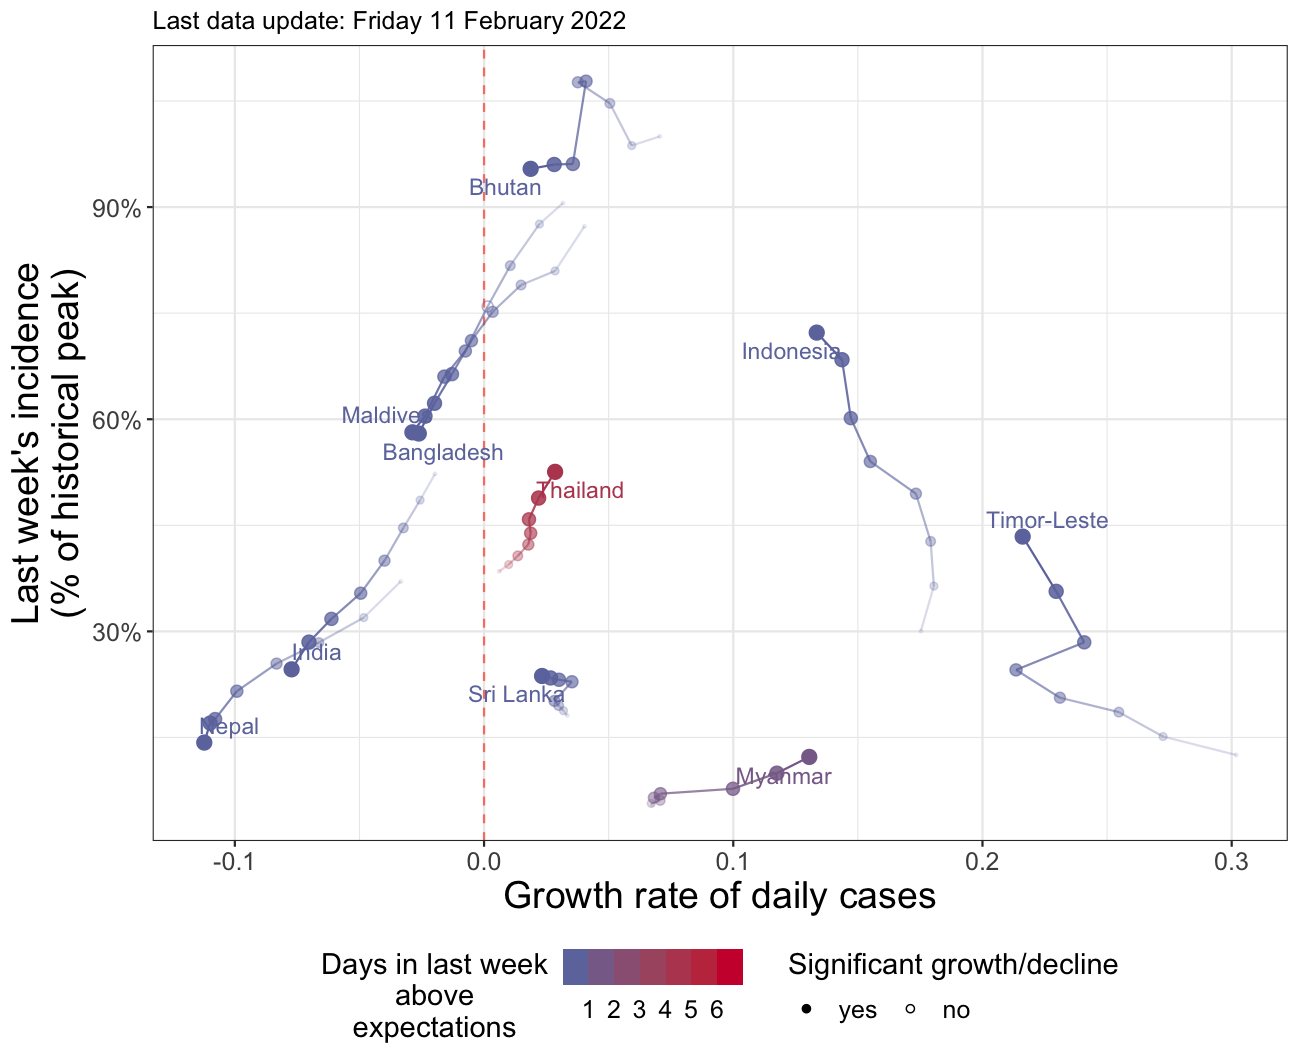 Last data update: Friday 11 February 2022
Last week's incidence
(% of historical peak)
90%
60%
30%
Bhutan
Indonesia
Maldives
Bangladesh
Thailand
Timor-Leste
India
Sri Lanka
Nepal
Myanmar
-0.1
0.0
0.1
0.2
0.3
Growth rate of daily cases
Days in last week
above
expectations
1 2 3 4 5 6
Significant growth/decline
yes
no